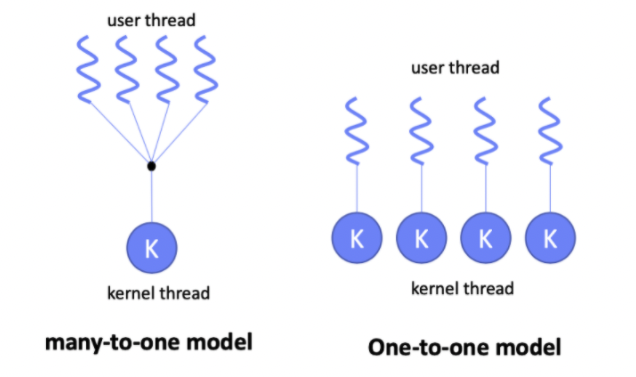 user thread
K
kernel thread
many-to-one model
user thread
K K K K
kernel thread
One-to-one model